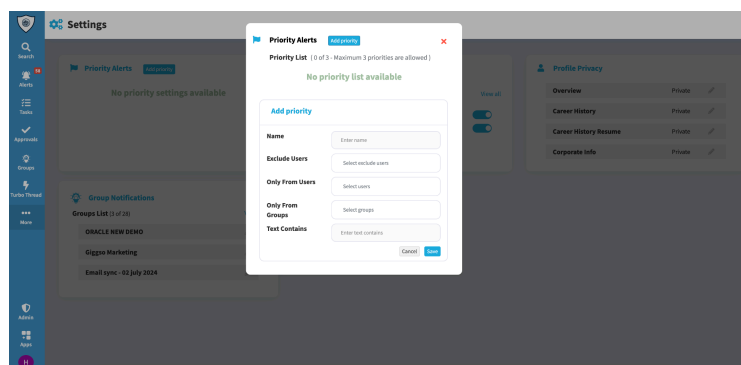 Settings
Search
50
Alerts
Tasks
Approvals
Groups
Turbo Thread
More
Admin
Apps
H
Priority Alerts Add priority
No priority settings available
Group Notifications
Groups List (3 of 28)
ORACLE NEW DEMO
Giggso Marketing
Email sync - 02 july 2024
Priority Alerts Add priority
Priority List ( 0 of 3 - Maximum 3 priorities are allowed )
No priority list available
Add priority
Name Enter name
Exclude Users Select exclude users
Only From Users Select users
Only From
Groups Select groups
Text Contains Enter text contains
Cancel Save
View all
Profile Privacy
Overview Private
Career History Private
Career History Resume Private
Corporate Info Private